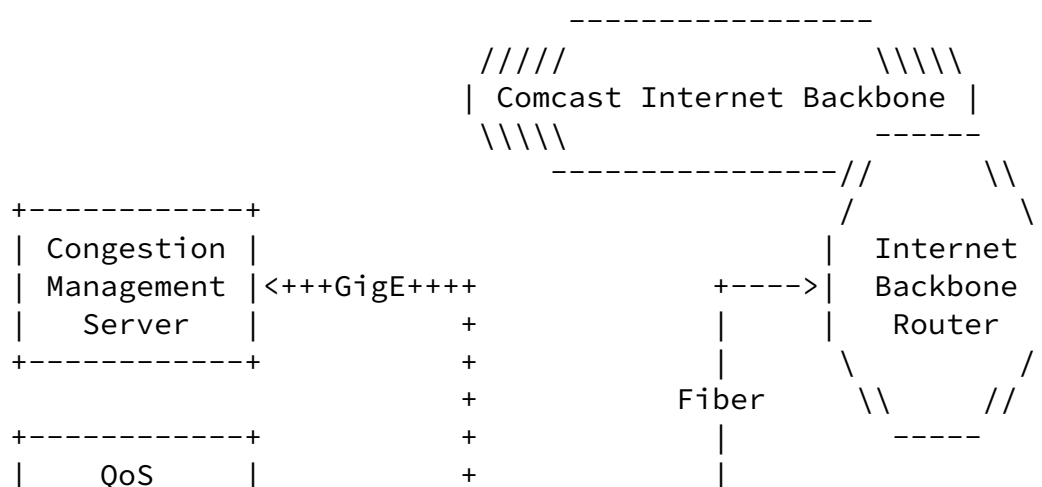 Comcast Internet Backbone
Congestion Internet
Management <+++GigE++++ +----> Backbone
Server + Router
+
+ Fiber
+
QoS +